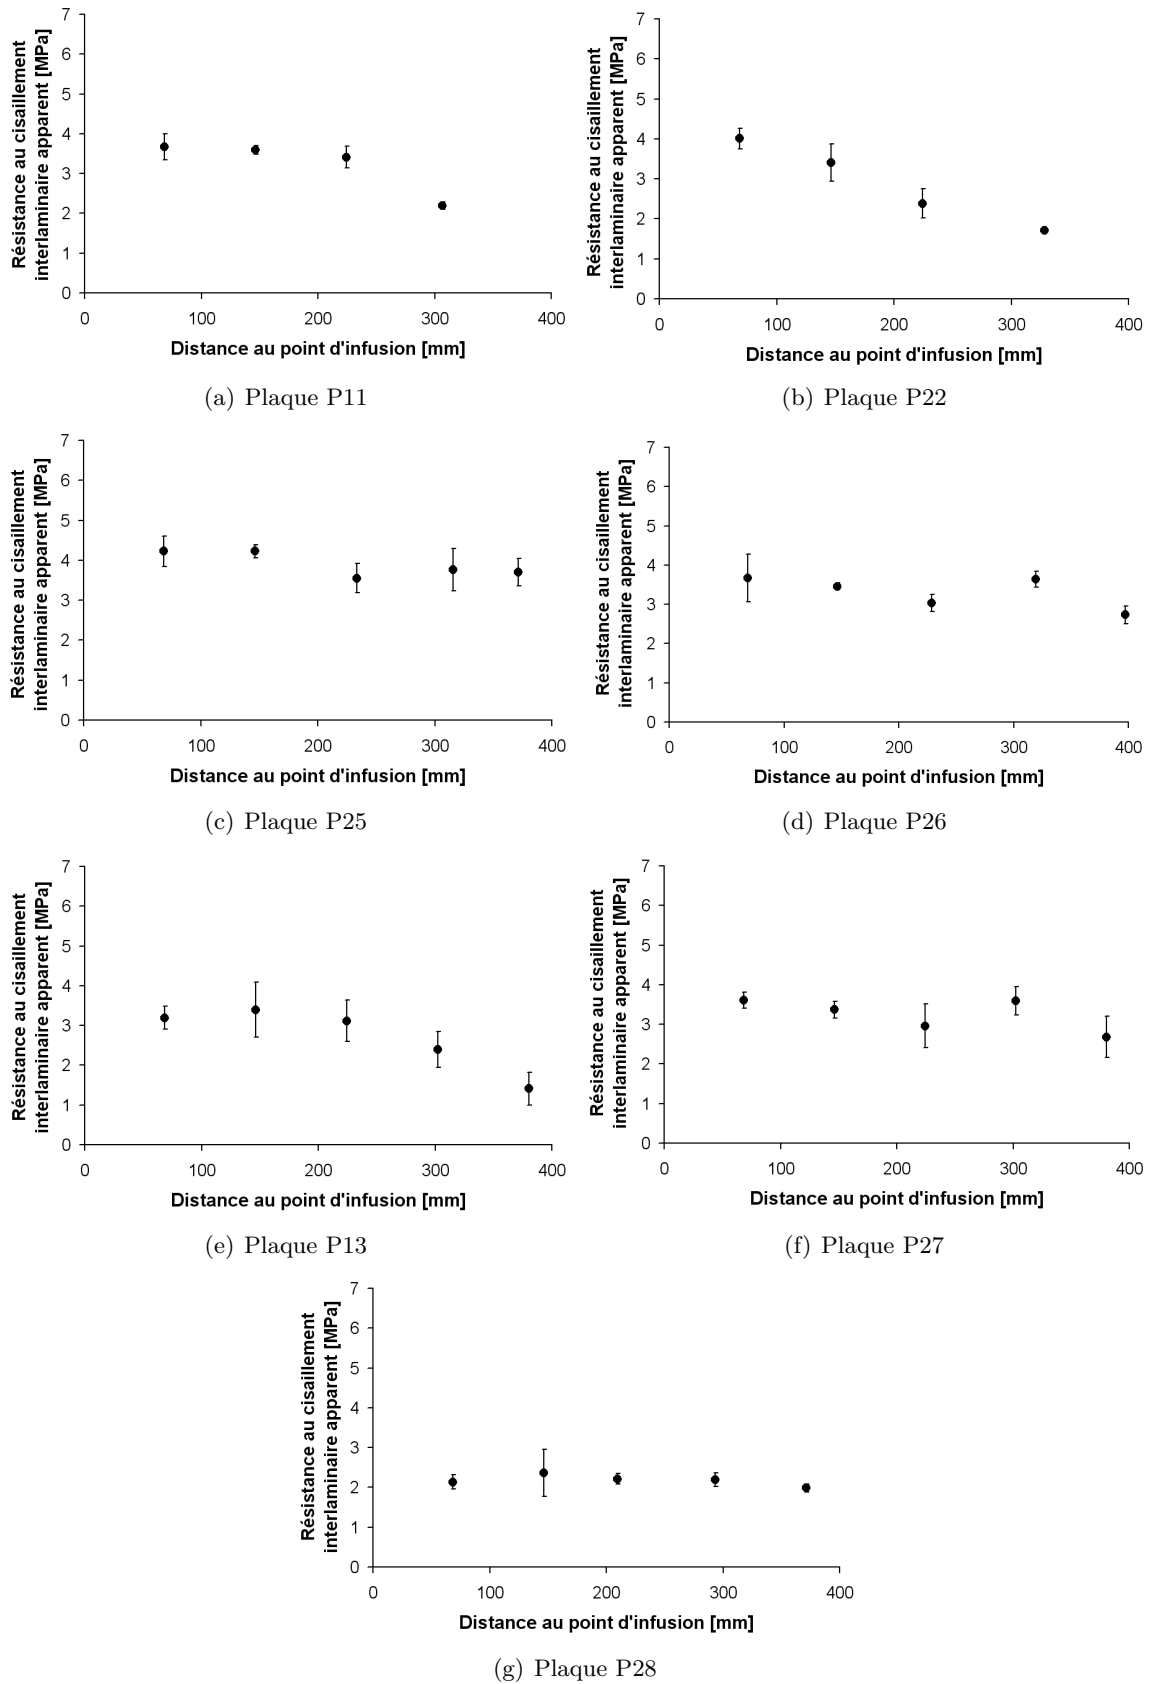 7
6
5
4
3
2
1
0
0 100 200 300 400
Résistance au cisaillement
interlaminaire apparent [MPa]
Distance au point d'infusion [mm]
(a) Plaque P11
7
6
5
4
3
2
1
0
0 100 200 300 400
Résistance au cisaillement
interlaminaire apparent [MPa]
Distance au point d'infusion [mm]
(b) Plaque P22
7
6
5
4
3
2
1
0
0 100 200 300 400
Résistance au cisaillement
interlaminaire apparent [MPa]
Distance au point d'infusion [mm]
(c) Plaque P25
7
6
5
4
3
2
1
0
0 100 200 300 400
Résistance au cisaillement
interlaminaire apparent [MPa]
Distance au point d'infusion [mm]
(d) Plaque P26
7
6
5
4
3
2
1
0
0 100 200 300 400
Résistance au cisaillement
interlaminaire apparent [MPa]
Distance au point d'infusion [mm]
(e) Plaque P13
7
6
5
4
3
2
1
0
0 100 200 300 400
Résistance au cisaillement
interlaminaire apparent [MPa]
Distance au point d'infusion [mm]
(f) Plaque P27
7
6
5
4
3
2
1
0
0 100 200 300 400
Résistance au cisaillement
interlaminaire apparent [MPa]
Distance au point d'infusion [mm]
(g) Plaque P28